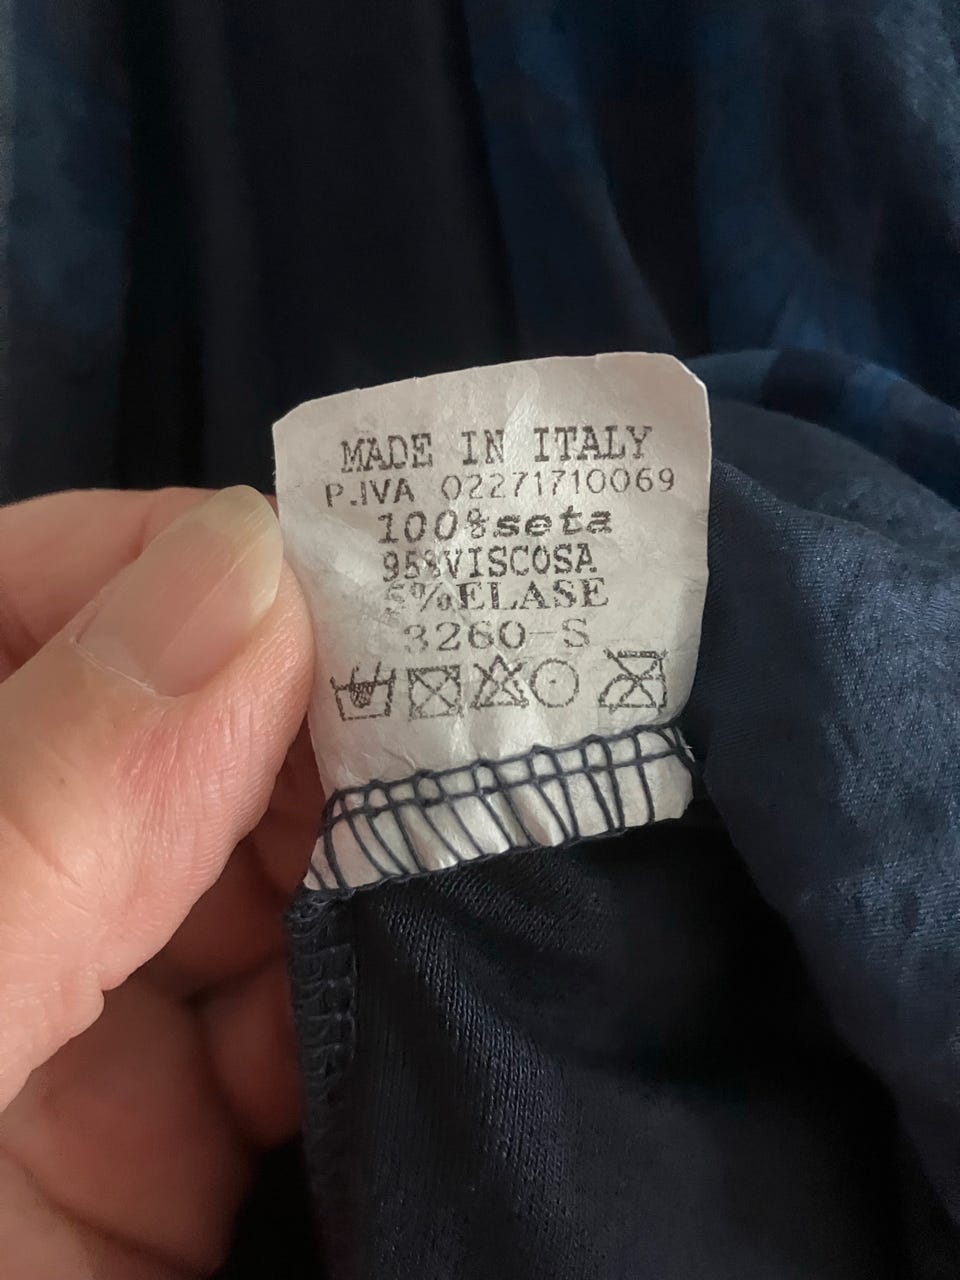 MADE IN ITALY
P.IVA 02271710069
100%seta
95%VISCOSA
5%ELASE
3260-S